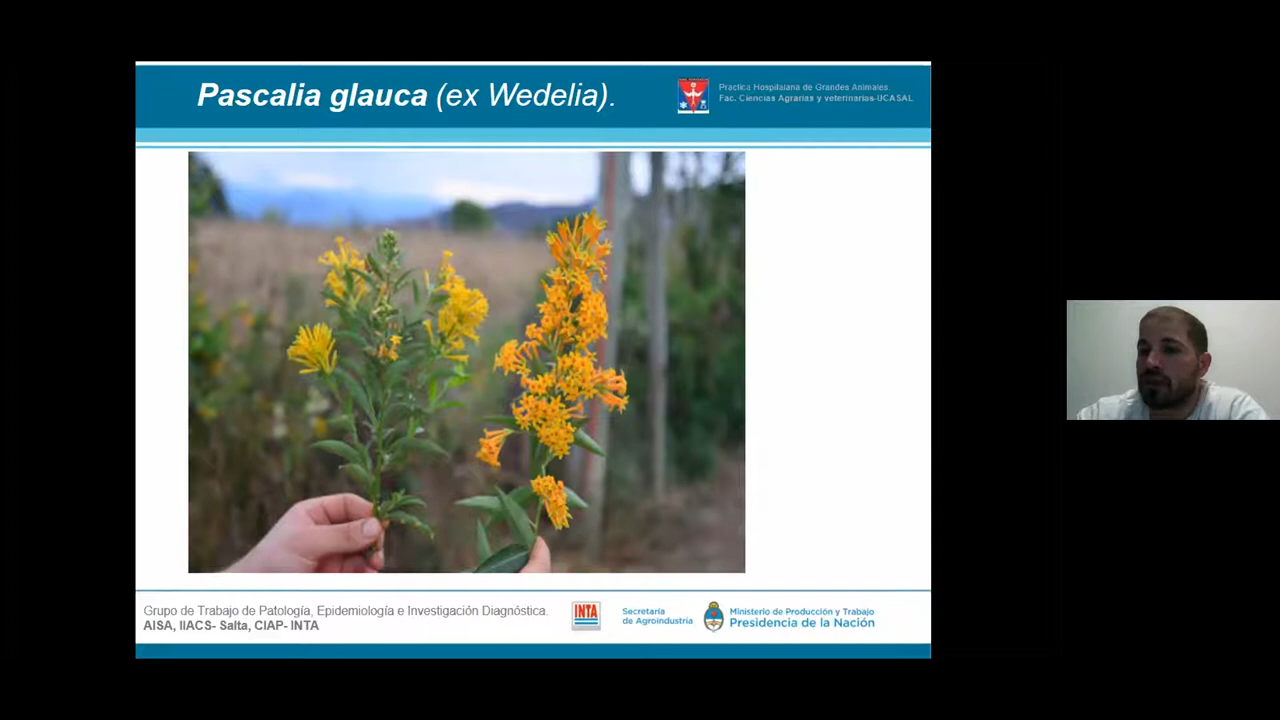 Pascalia glauca (ex Wedelia).
Practica Hospilaiana de Grandes Animales.
Fac. Ciencias Agrarias y veterinarias-UCASAL
Grupo de Trabajo de Patología, Epidemiología e Investigación Diagnóstica.
AISA, IIACS- Salta, CIAP- INTA
INTA
Secretaría
de Agroindustria
Ministerio de Producción y Trabajo
Presidencia de la Nación